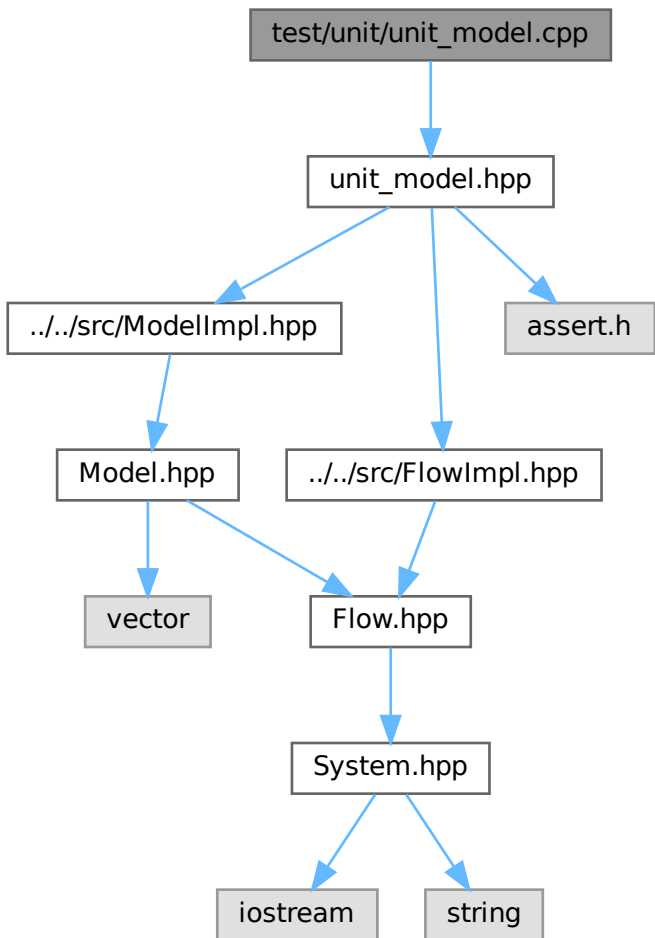 test/unit/unit_model.cpp
unit_model.hpp
../../src/ModelImpl.hpp
assert.h
Model.hpp
../../src/FlowImpl.hpp
vector
Flow.hpp
System.hpp
iostream
string